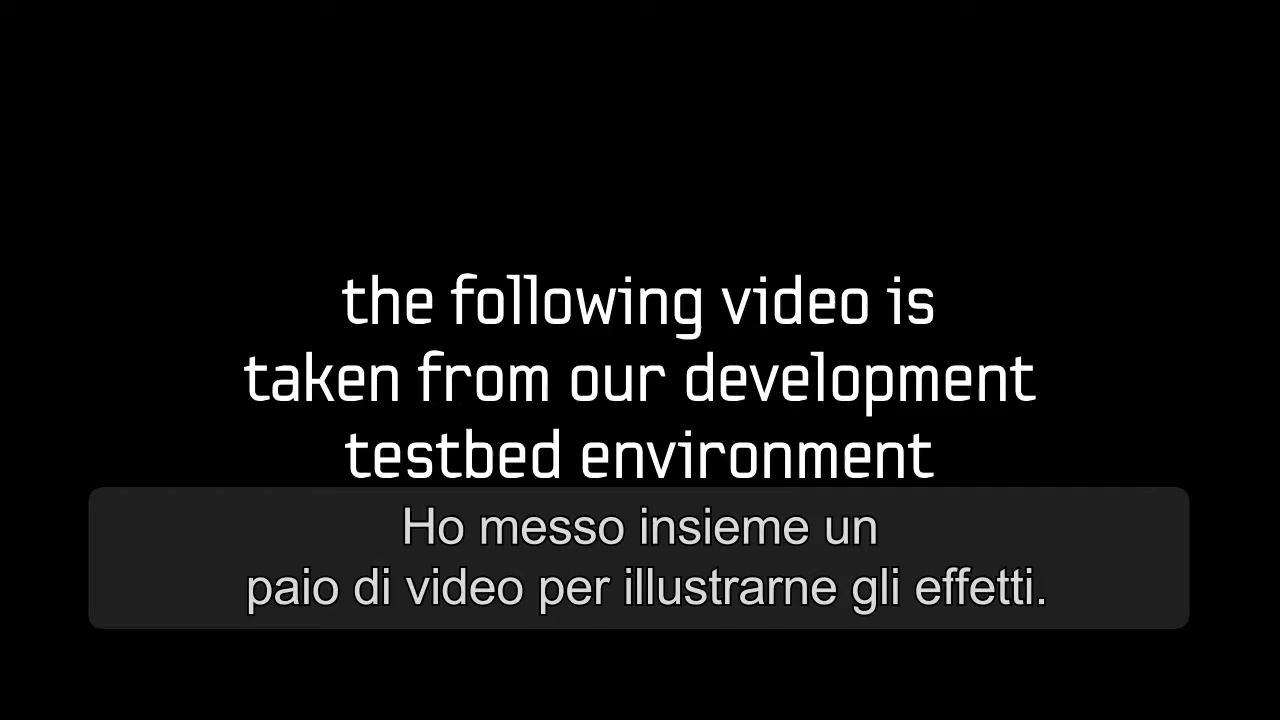 the following video is
taken from our development
testbed environment
Ho messo insieme un
paio di video per illustrarne gli effetti.